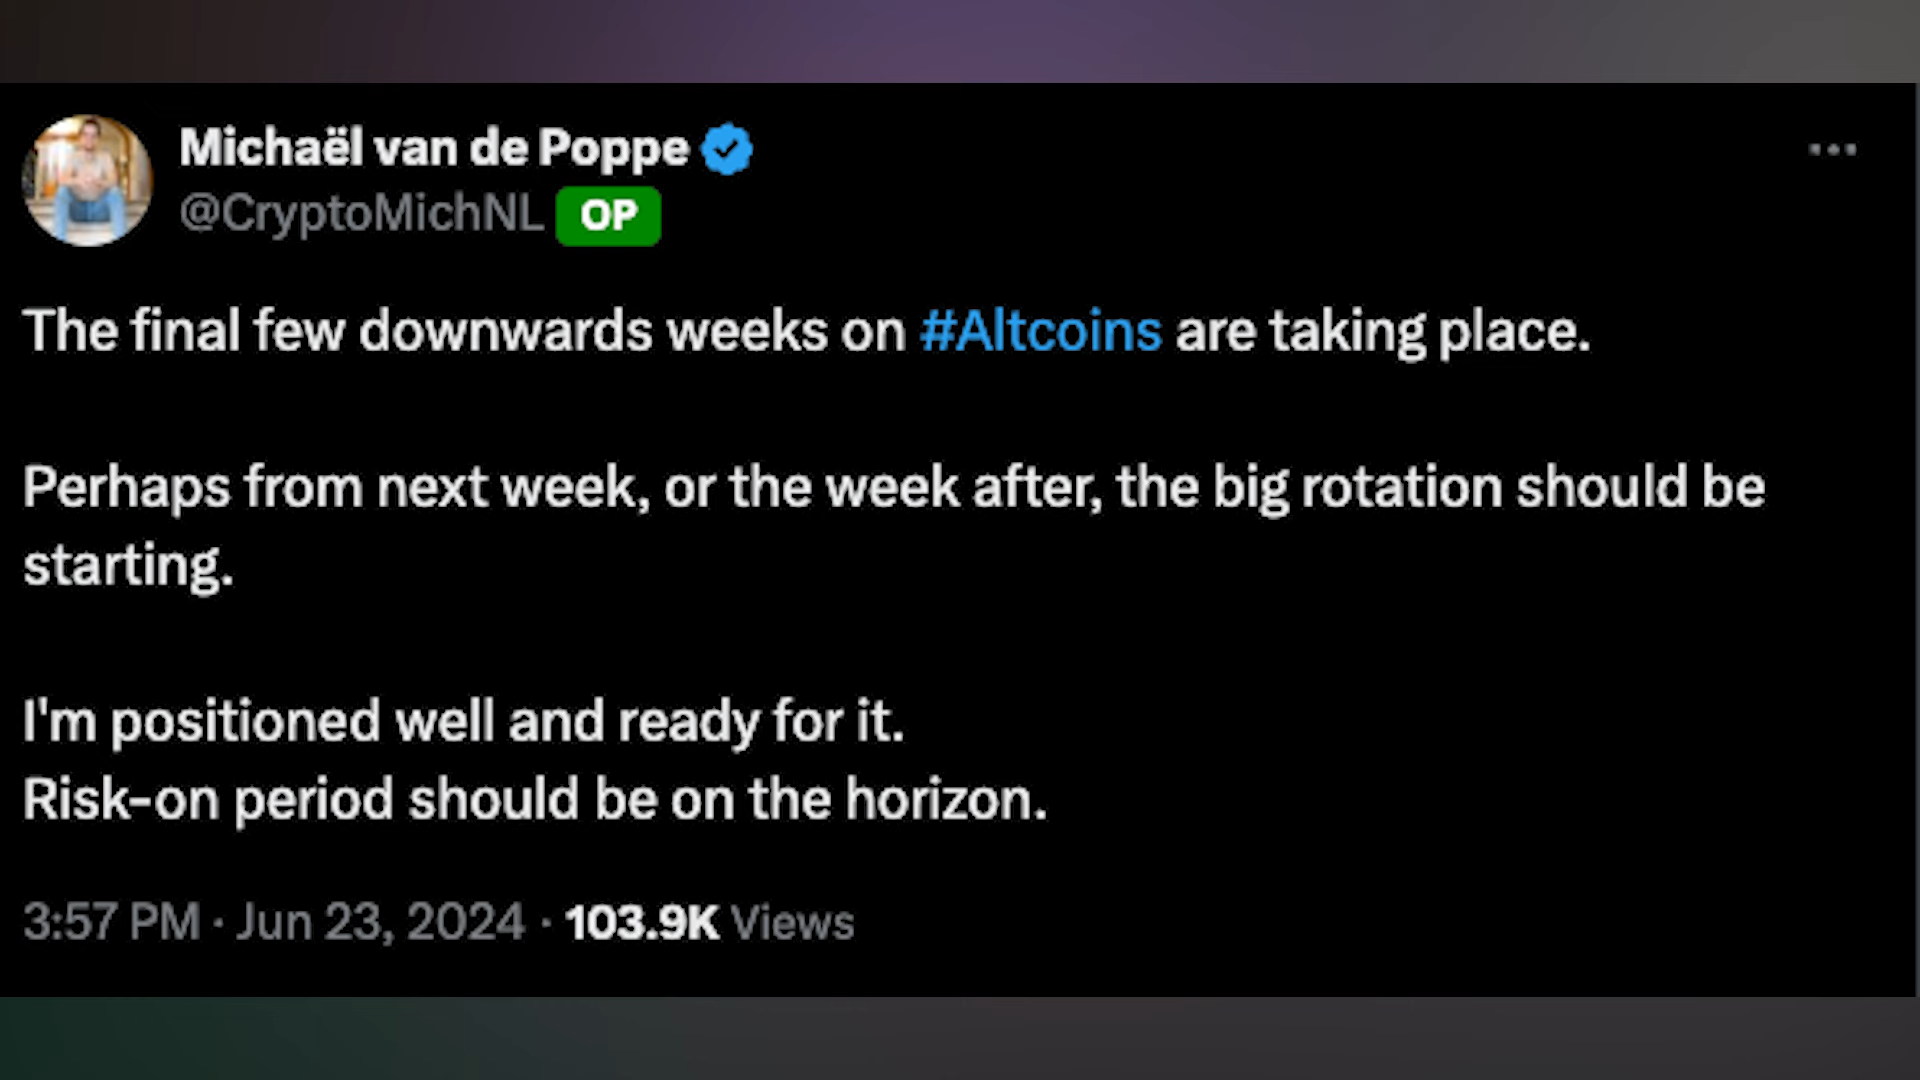 Michaël van de Poppe
@CryptoMichNL OP
The final few downwards weeks on #Altcoins are taking place.
Perhaps from next week, or the week after, the big rotation should be
starting.
I'm positioned well and ready for it.
Risk-on period should be on the horizon.
3:57 PM · Jun 23, 2024 · 103.9K Views